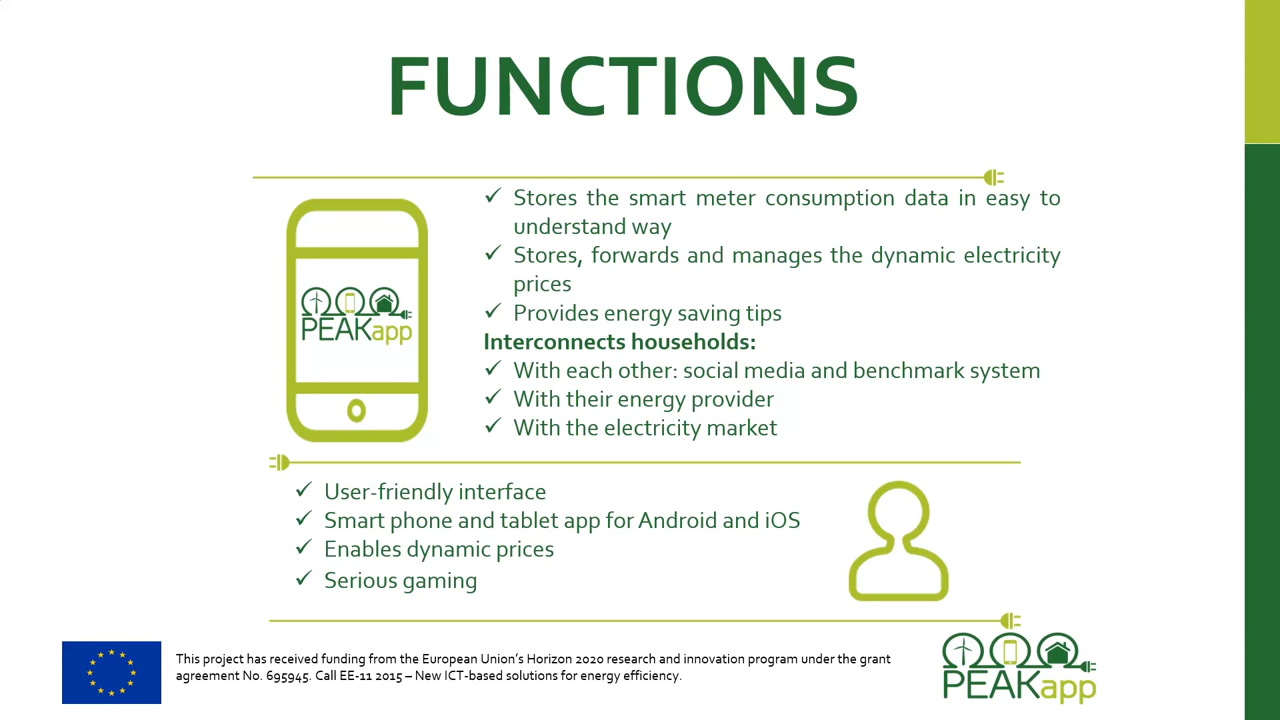 FUNCTIONS
✓ Stores the smart meter consumption data in easy to
understand way
✓ Stores, forwards and manages the dynamic electricity
prices
✓ Provides energy saving tips
Interconnects households:
✓ With each other: social media and benchmark system
✓ With their energy provider
✓ With the electricity market
PEAKapp
✓ User-friendly interface
✓ Smart phone and tablet app for Android and iOS
✓ Enables dynamic prices
✓ Serious gaming
This project has received funding from the European Union's Horizon 2020 research and innovation program under the grant
agreement No. 695945. Call EE-11 2015 – New ICT-based solutions for energy efficiency.
PEAKapp